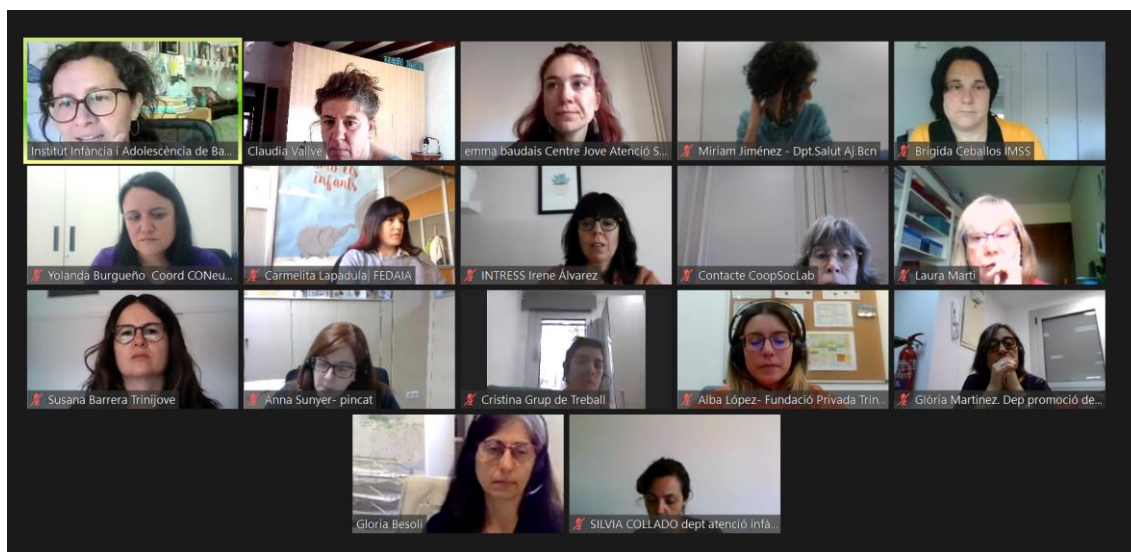 Institut Infància i Adolescència de Ba...
Claudia Vallvé
emma baudais Centre Jove Atenció S...
Miriam Jiménez - Dpt.Salut Aj.Bcn
Brigida Ceballos IMSS
infants
Yolanda Burgueño Coord CONeu...
Carmelita Lapadula| FEDAIA
INTRESS Irene Álvarez
Contacte CoopSocLab
Laura Martí
Susana Barrera Trinijove
Anna Sunyer- pincat
Cristina Grup de Treball
Alba López- Fundació Privada Trin...
Glòria Martínez. Dep promoció de...
Gloria Besolí
SILVIA COLLADO dept atenció infà...